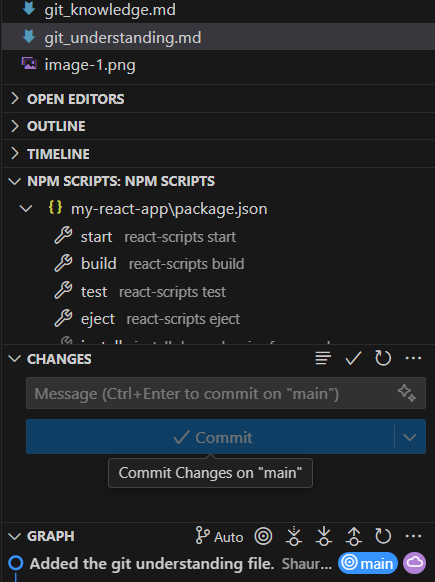 git_knowledge.md
git_understanding.md
image-1.png
OPEN EDITORS
OUTLINE
TIMELINE
NPM SCRIPTS: NPM SCRIPTS
{ } my-react-app\package.json
start react-scripts start
build react-scripts build
test react-scripts test
eject react-scripts eject
CHANGES
Message (Ctrl+Enter to commit on "main")
Commit
Commit Changes on "main"
GRAPH Auto
Added the git understanding file. Shaur... main